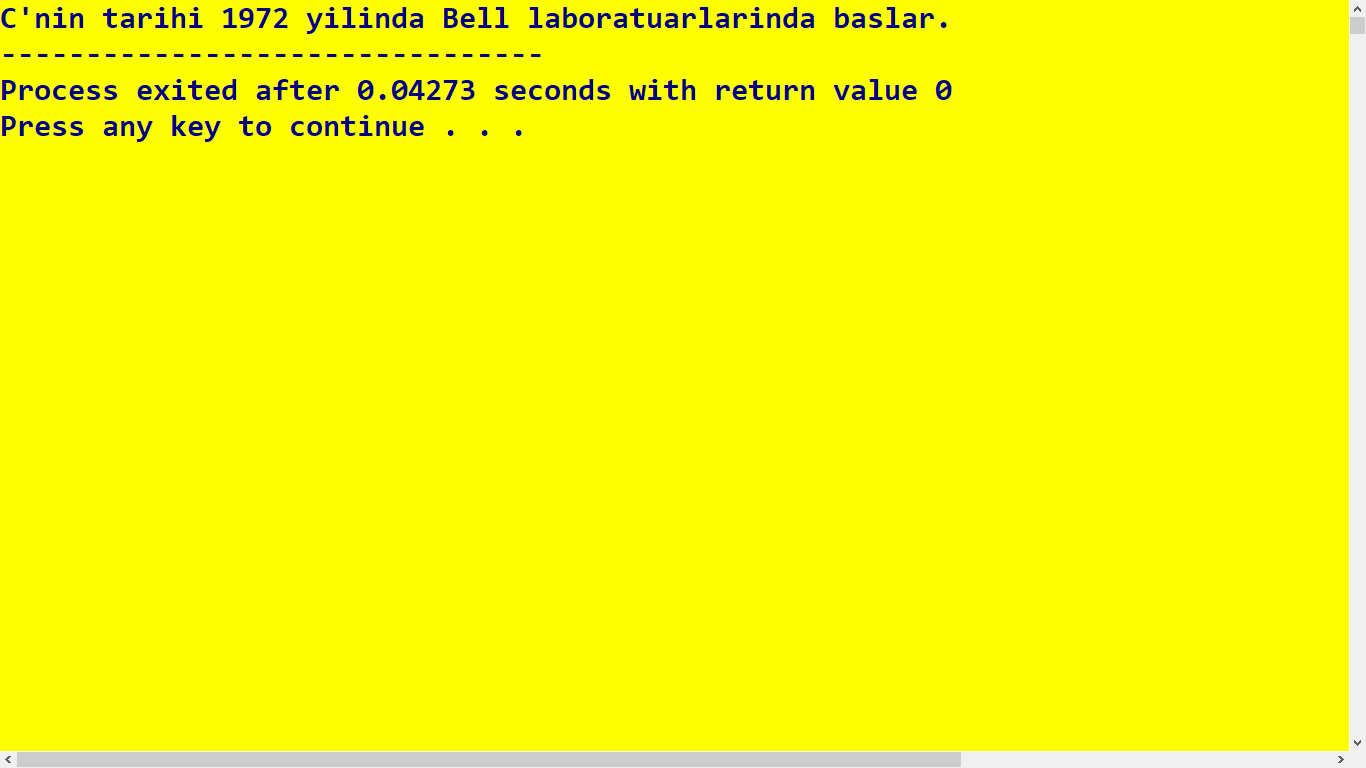 C'nin tarihi 1972 yilinda Bell laboratuarlarinda baslar.
--------------------------------
Process exited after 0.04273 seconds with return value 0
Press any key to continue . . .